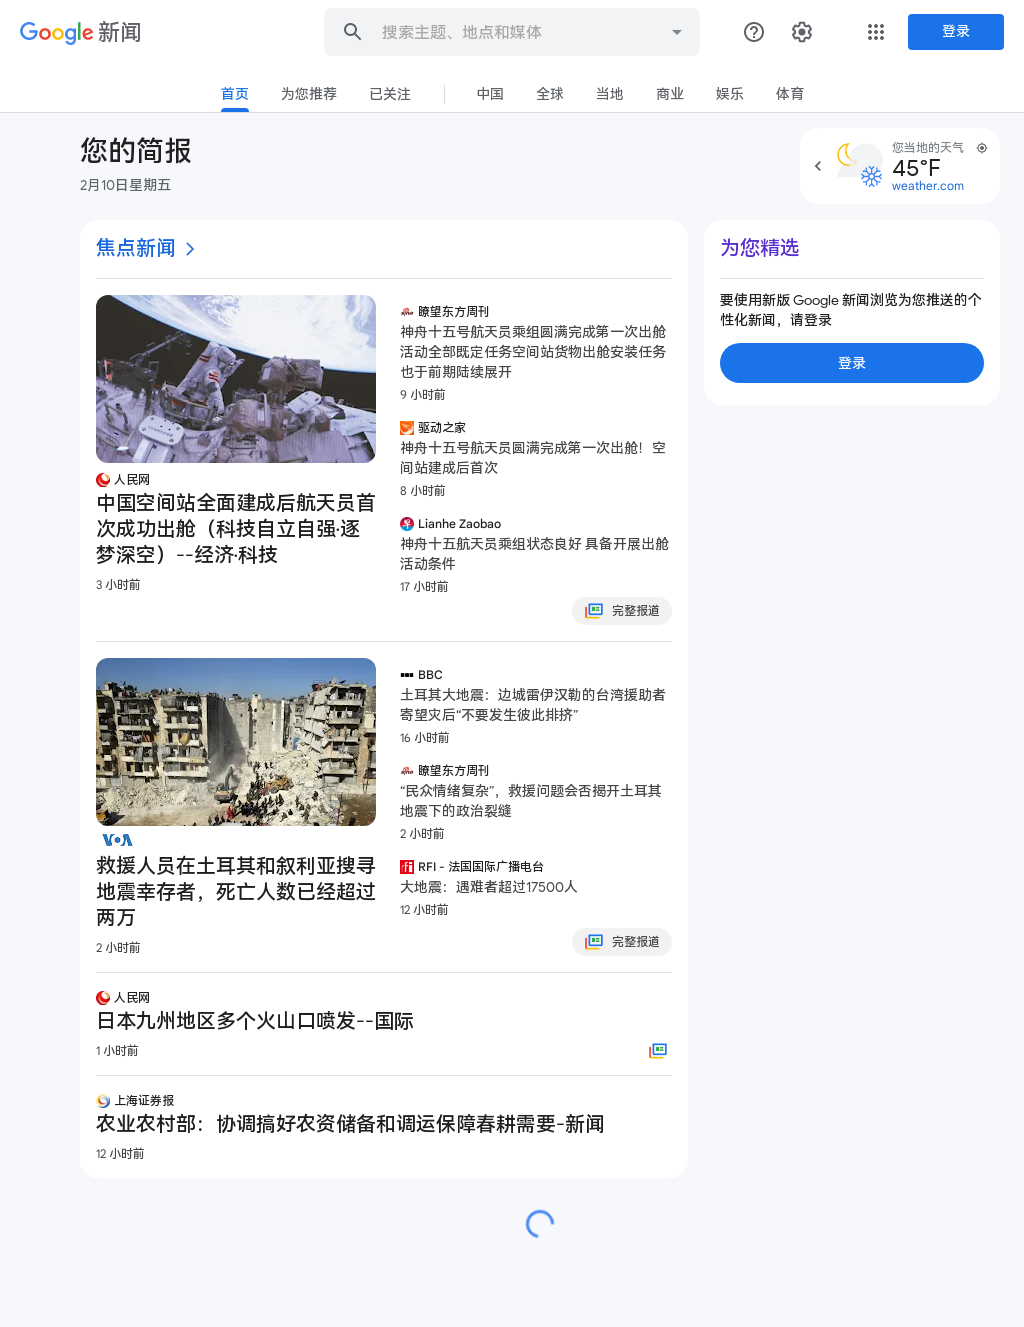 Google 新闻
搜索主题、地点和媒体
登录
首页
为您推荐
已关注
中国
全球
当地
商业
娱乐
体育
您的简报
2月10日星期五
您当地的天气
45°F
weather.com
焦点新闻
人民网
中国空间站全面建成后航天员首
次成功出舱（科技自立自强·逐
梦深空）--经济·科技
3 小时前
瞭望东方周刊
神舟十五号航天员乘组圆满完成第一次出舱
活动全部既定任务空间站货物出舱安装任务
也于前期陆续展开
9 小时前
驱动之家
神舟十五号航天员圆满完成第一次出舱！空
间站建成后首次
8 小时前
Lianhe Zaobao
神舟十五航天员乘组状态良好 具备开展出舱
活动条件
17 小时前
完整报道
VOA
救援人员在土耳其和叙利亚搜寻
地震幸存者，死亡人数已经超过
两万
2 小时前
BBC
土耳其大地震：边城雷伊汉勒的台湾援助者
寄望灾后“不要发生彼此排挤”
16 小时前
瞭望东方周刊
“民众情绪复杂”，救援问题会否揭开土耳其
地震下的政治裂缝
2 小时前
RFI - 法国国际广播电台
大地震：遇难者超过17500人
12 小时前
完整报道
人民网
日本九州地区多个火山口喷发--国际
1 小时前
上海证券报
农业农村部：协调搞好农资储备和调运保障春耕需要-新闻
12 小时前
为您精选
要使用新版 Google 新闻浏览为您推送的个
性化新闻，请登录
登录